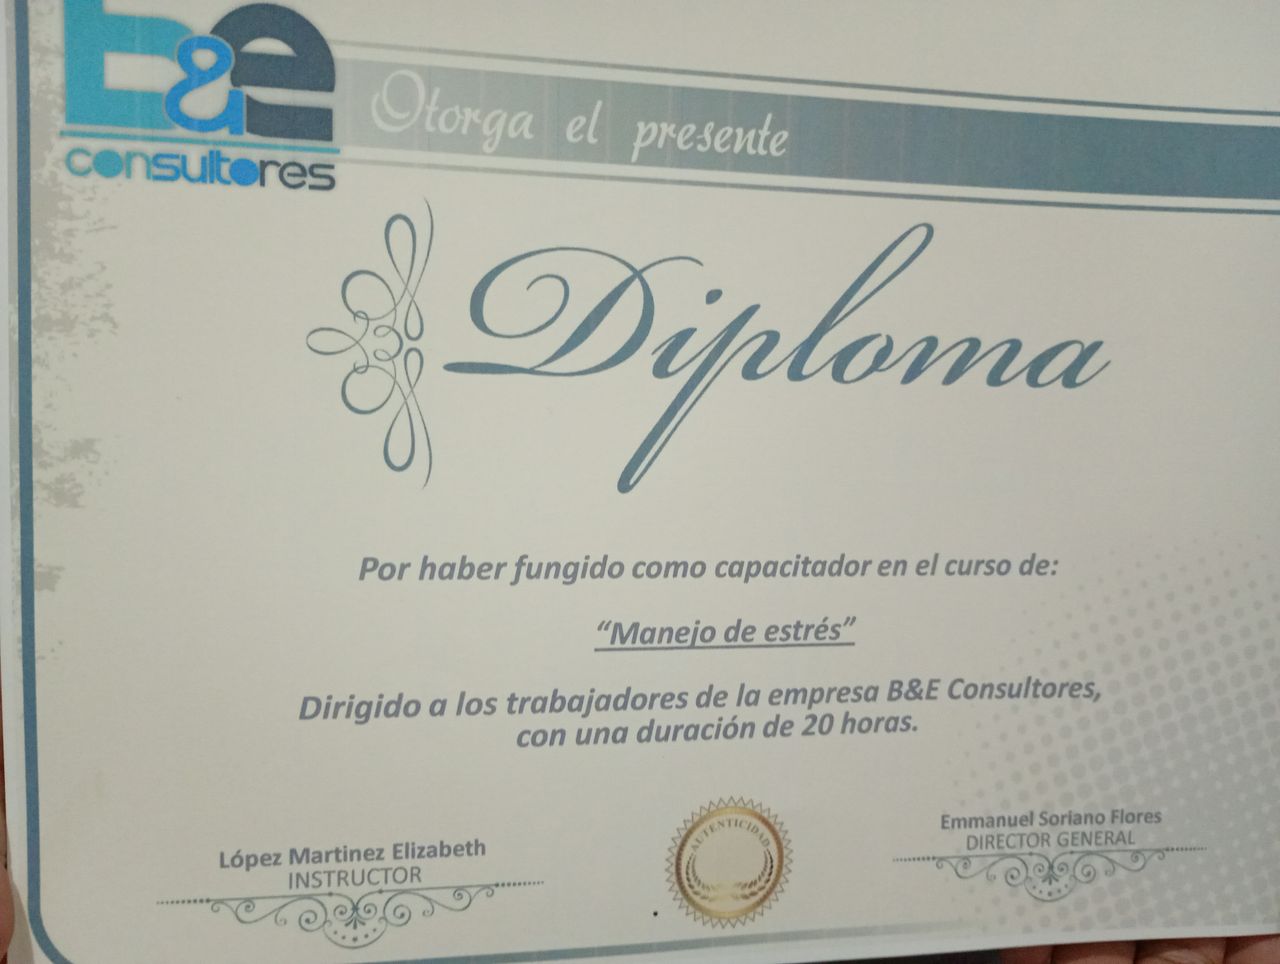 B&e
consultores
Otorga el presente
Diploma
Por haber fungido como capacitador en el curso de:
“Manejo de estrés”
Dirigido a los trabajadores de la empresa B&E Consultores,
con una duración de 20 horas.
López Martinez Elizabeth
INSTRUCTOR
AUTENTICIDAD
Emmanuel Soriano Flores
DIRECTOR GENERAL